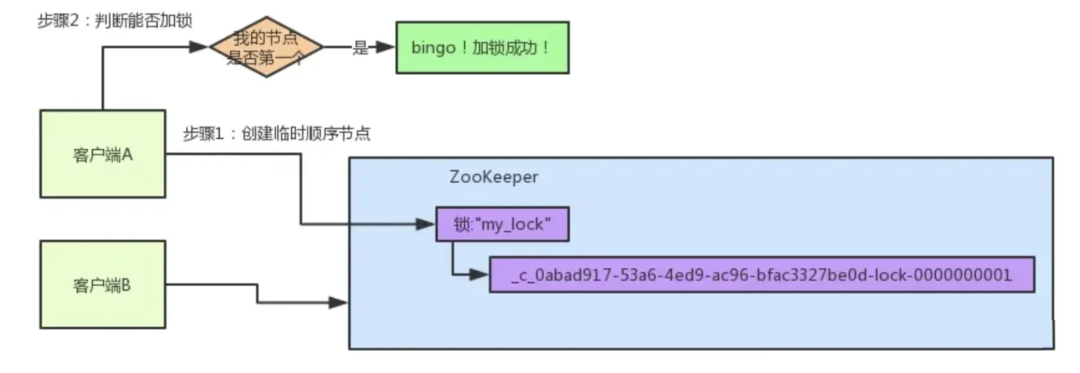 步骤2：判断能否加锁
我的节点
是否第一个
是
bingo！加锁成功！
客户端A
步骤1：创建临时顺序节点
ZooKeeper
锁:"my_lock"
_c_0abad917-53a6-4ed9-ac96-bfac3327be0d-lock-0000000001
客户端B